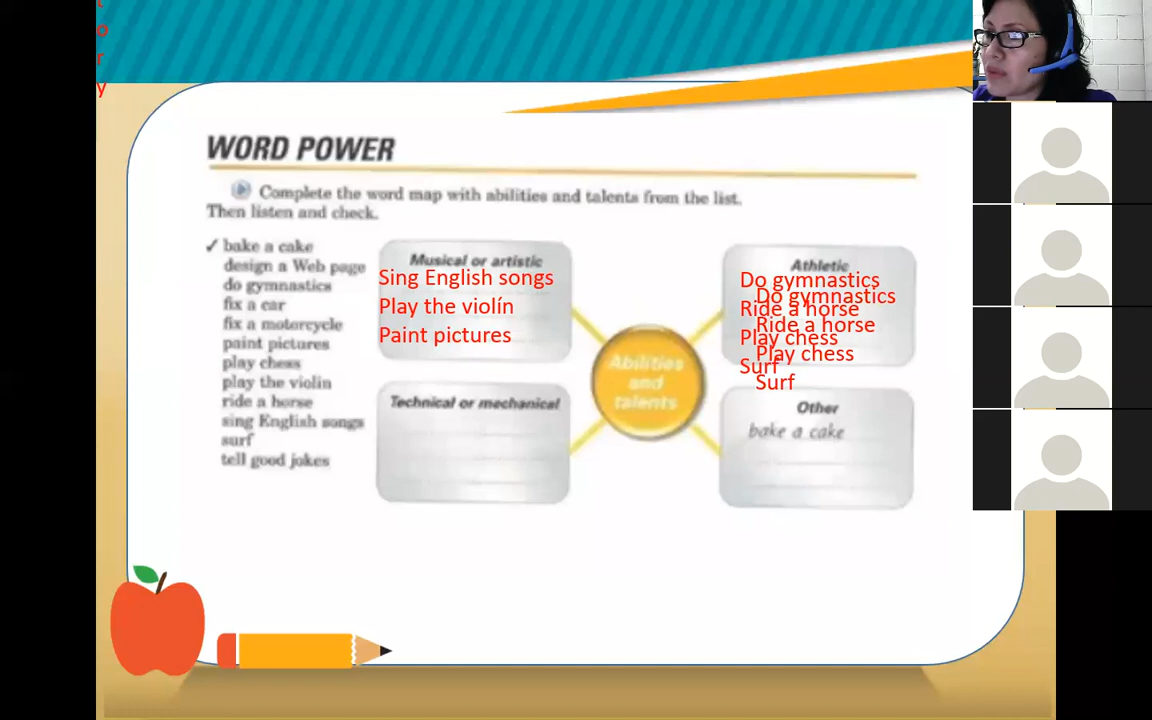 t
o
r
y
WORD POWER
Complete the word map with abilities and talents from the list.
Then listen and check.
✓ bake a cake
design a Web page
do gymnastics
fix a car
fix a motorcycle
paint pictures
play chess
play the violin
ride a horse
sing English songs
surf
tell good jokes
Musical or artistic
Sing English songs
Play the violín
Paint pictures
Athletic
Do gymnastics
Do gymnastics
Ride a horse
Ride a horse
Play chess
Play chess
Surf
Surf
Abilities
and
talents
Technical or mechanical
Other
bake a cake